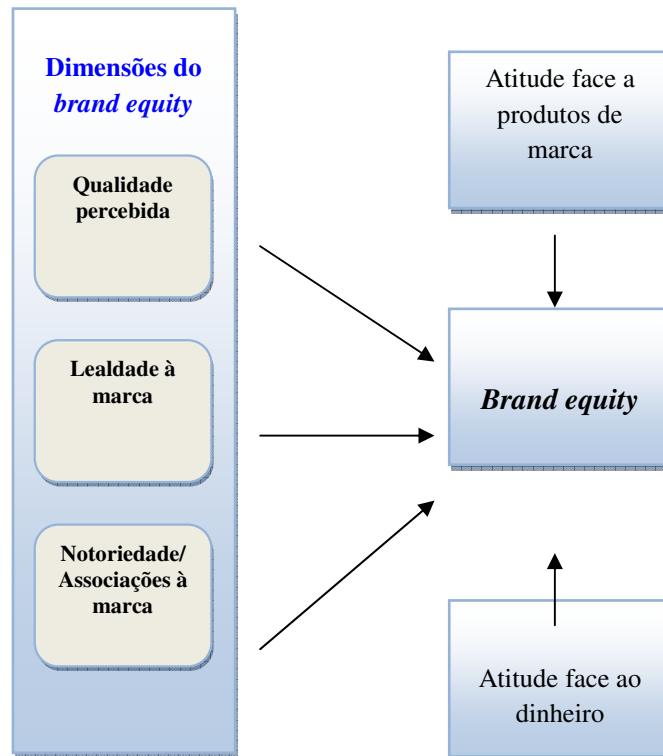 Dimensões do
brand equity
Qualidade
percebida
Lealdade à
marca
Notoriedade/
Associações à
marca
Atitude face a
produtos de
marca
Brand equity
Atitude face ao
dinheiro